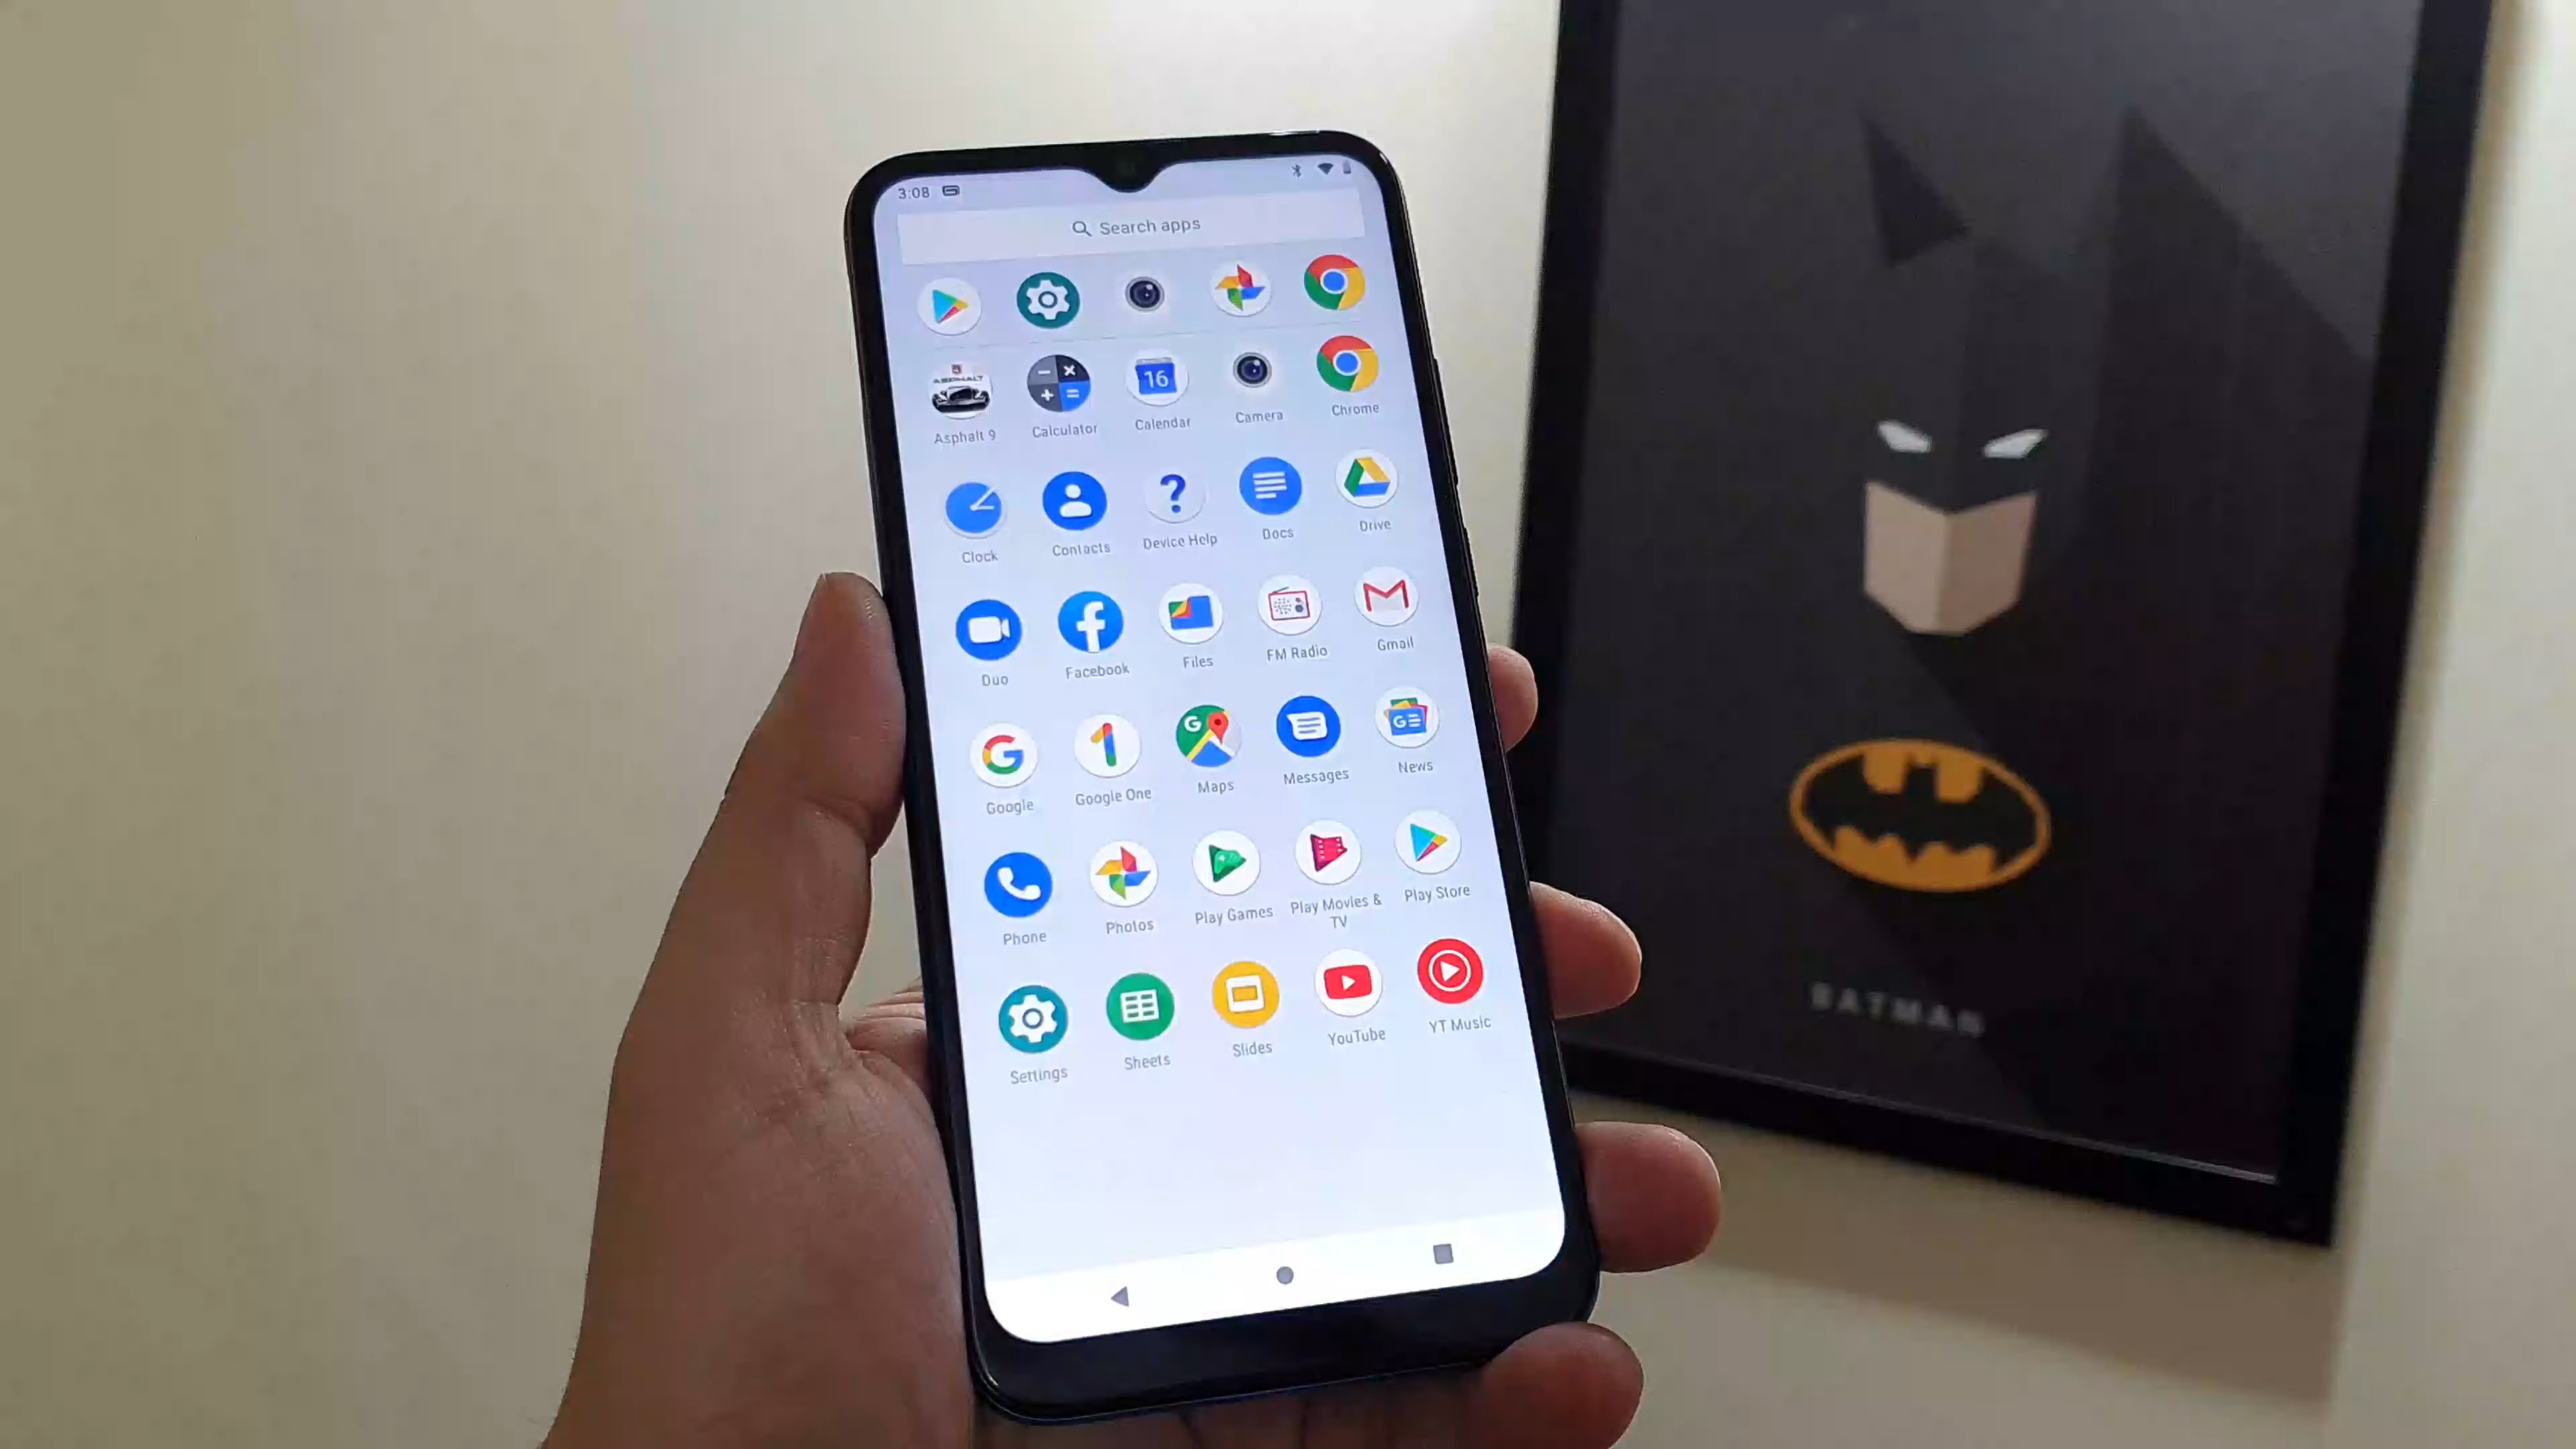 3:08
Search apps
ASPHALT
16
Asphalt 9 Calculator Calendar Camera Chrome
Clock Contacts Device Help Docs Drive
Duo Facebook Files FM Radio Gmail
Google Google One Maps Messages News
Phone Photos Play Games Play Movies & Play Store
TV
Settings Sheets Slides YouTube YT Music
BATMAN